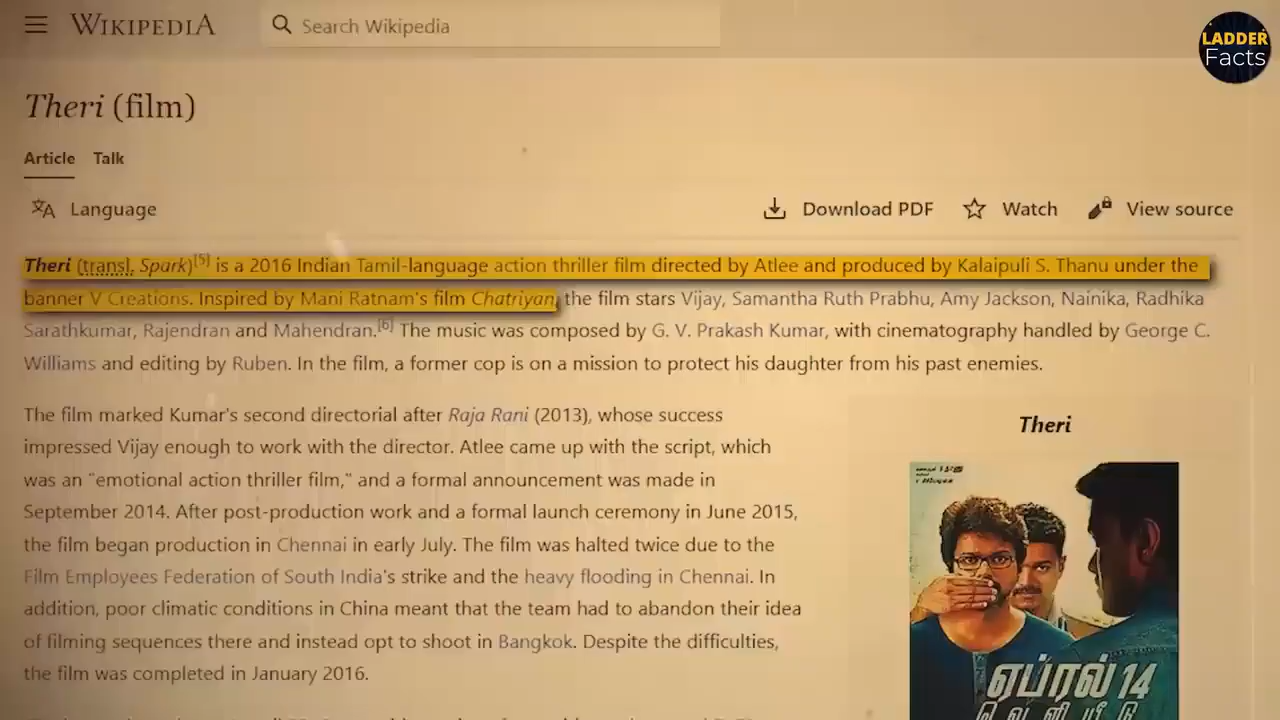 WIKIPEDIA
Search Wikipedia
LADDER
Facts
Theri (film)
Article Talk
Language
Download PDF Watch View source
Theri (transl. Spark)[5] is a 2016 Indian Tamil-language action thriller film directed by Atlee and produced by Kalaipuli S. Thanu under the
banner V Creations. Inspired by Mani Ratnam's film Chatriyan, the film stars Vijay, Samantha Ruth Prabhu, Amy Jackson, Nainika, Radhika
Sarathkumar, Rajendran and Mahendran.[6] The music was composed by G. V. Prakash Kumar, with cinematography handled by George C.
Williams and editing by Ruben. In the film, a former cop is on a mission to protect his daughter from his past enemies.
The film marked Kumar's second directorial after Raja Rani (2013), whose success
impressed Vijay enough to work with the director. Atlee came up with the script, which
was an "emotional action thriller film," and a formal announcement was made in
September 2014. After post-production work and a formal launch ceremony in June 2015,
the film began production in Chennai in early July. The film was halted twice due to the
Film Employees Federation of South India's strike and the heavy flooding in Chennai. In
addition, poor climatic conditions in China meant that the team had to abandon their idea
of filming sequences there and instead opt to shoot in Bangkok. Despite the difficulties,
the film was completed in January 2016.
Theri
ஏப்ரல் 14